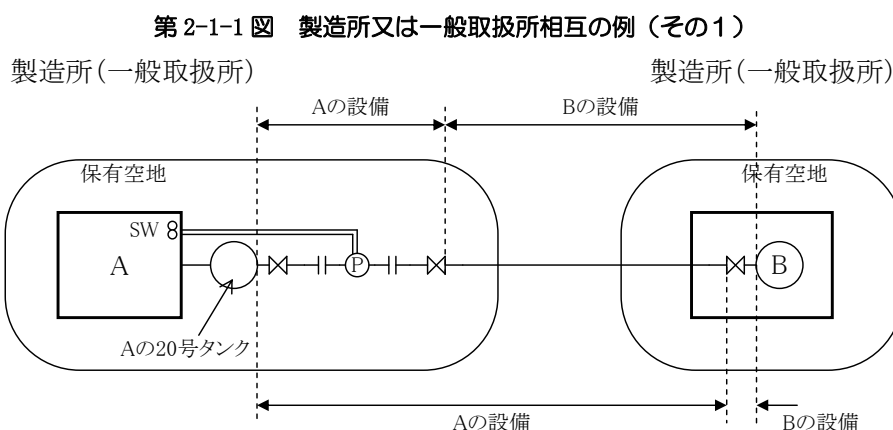 第 2-1-1 図　製造所又は一般取扱所相互の例（その１）
製造所(一般取扱所)
製造所(一般取扱所)
Aの設備
Bの設備
保有空地
保有空地
SW
A
P
B
Aの20号タンク
Aの設備
Bの設備